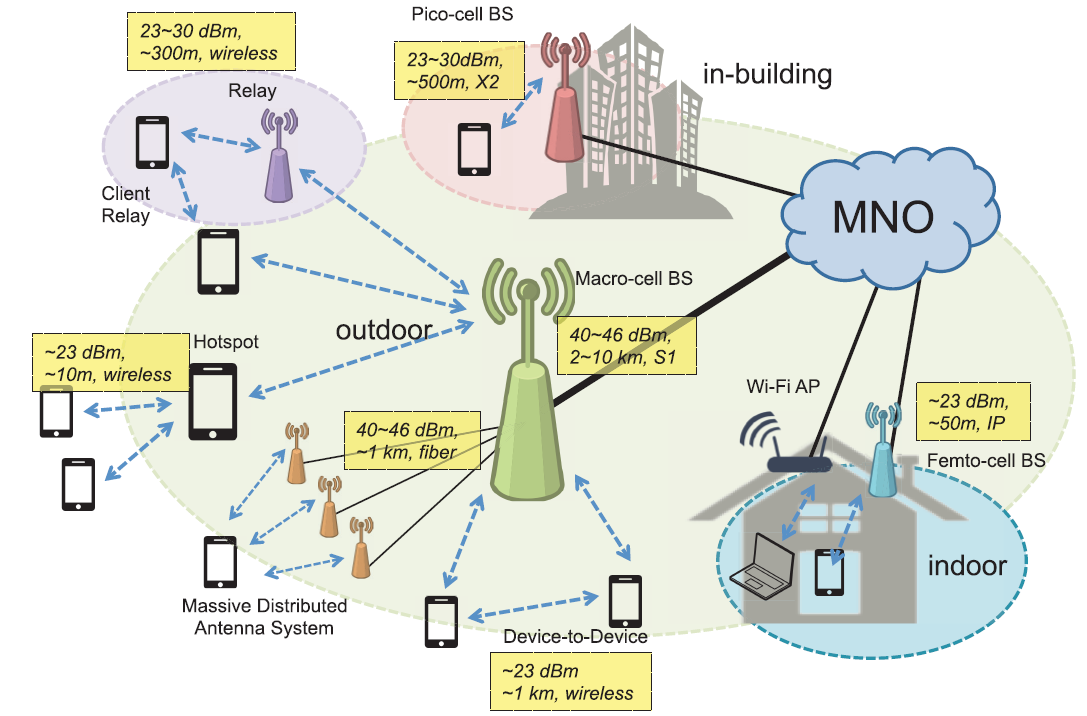 Pico-cell BS
23~30 dBm,
~300m, wireless
23~30dBm,
~500m, X2
in-building
Relay
Client
Relay
MNO
Macro-cell BS
outdoor
40~46 dBm,
2~10 km, S1
Hotspot
~23 dBm,
~10m, wireless
Wi-Fi AP
~23 dBm,
~50m, IP
40~46 dBm,
~1 km, fiber
Femto-cell BS
indoor
Massive Distributed
Antenna System
Device-to-Device
~23 dBm
~1 km, wireless